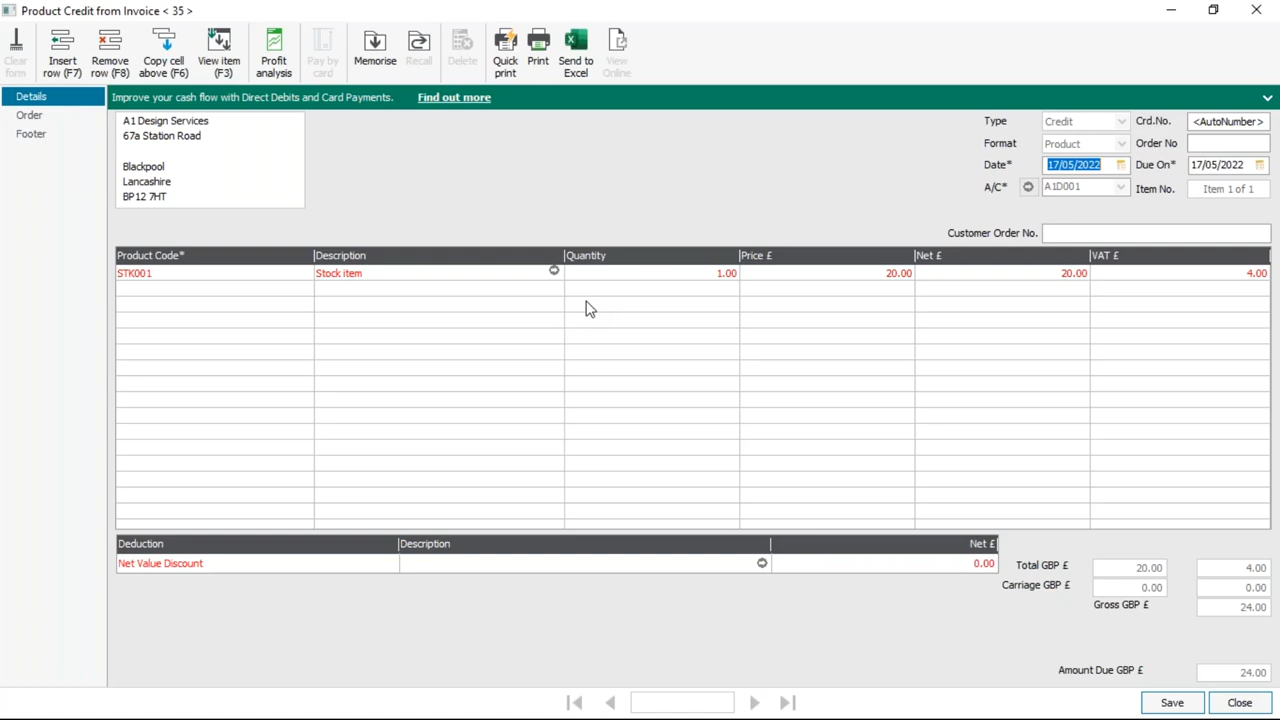 Product Credit from Invoice < 35 >
Clear form
Insert row (F7)
Remove row (F8)
Copy cell above (F6)
View item (F3)
Profit analysis
Pay by card
Memorise
Recall
Delete
Quick print
Print
Send to Excel
View Online
Details
Order
Footer
Improve your cash flow with Direct Debits and Card Payments. Find out more
A1 Design Services
67a Station Road
Blackpool
Lancashire
BP12 7HT
Type Credit Crd.No. <AutoNumber>
Format Product Order No
Date* 17/05/2022 Due On* 17/05/2022
A/C* A1D001 Item No. Item 1 of 1
Customer Order No.
Product Code* Description Quantity Price £ Net £ VAT £
STK001 Stock item 1.00 20.00 20.00 4.00
Deduction Description Net £
Net Value Discount 0.00
Total GBP £ 20.00 4.00
Carriage GBP £ 0.00 0.00
Gross GBP £ 24.00
Amount Due GBP £ 24.00
Save Close